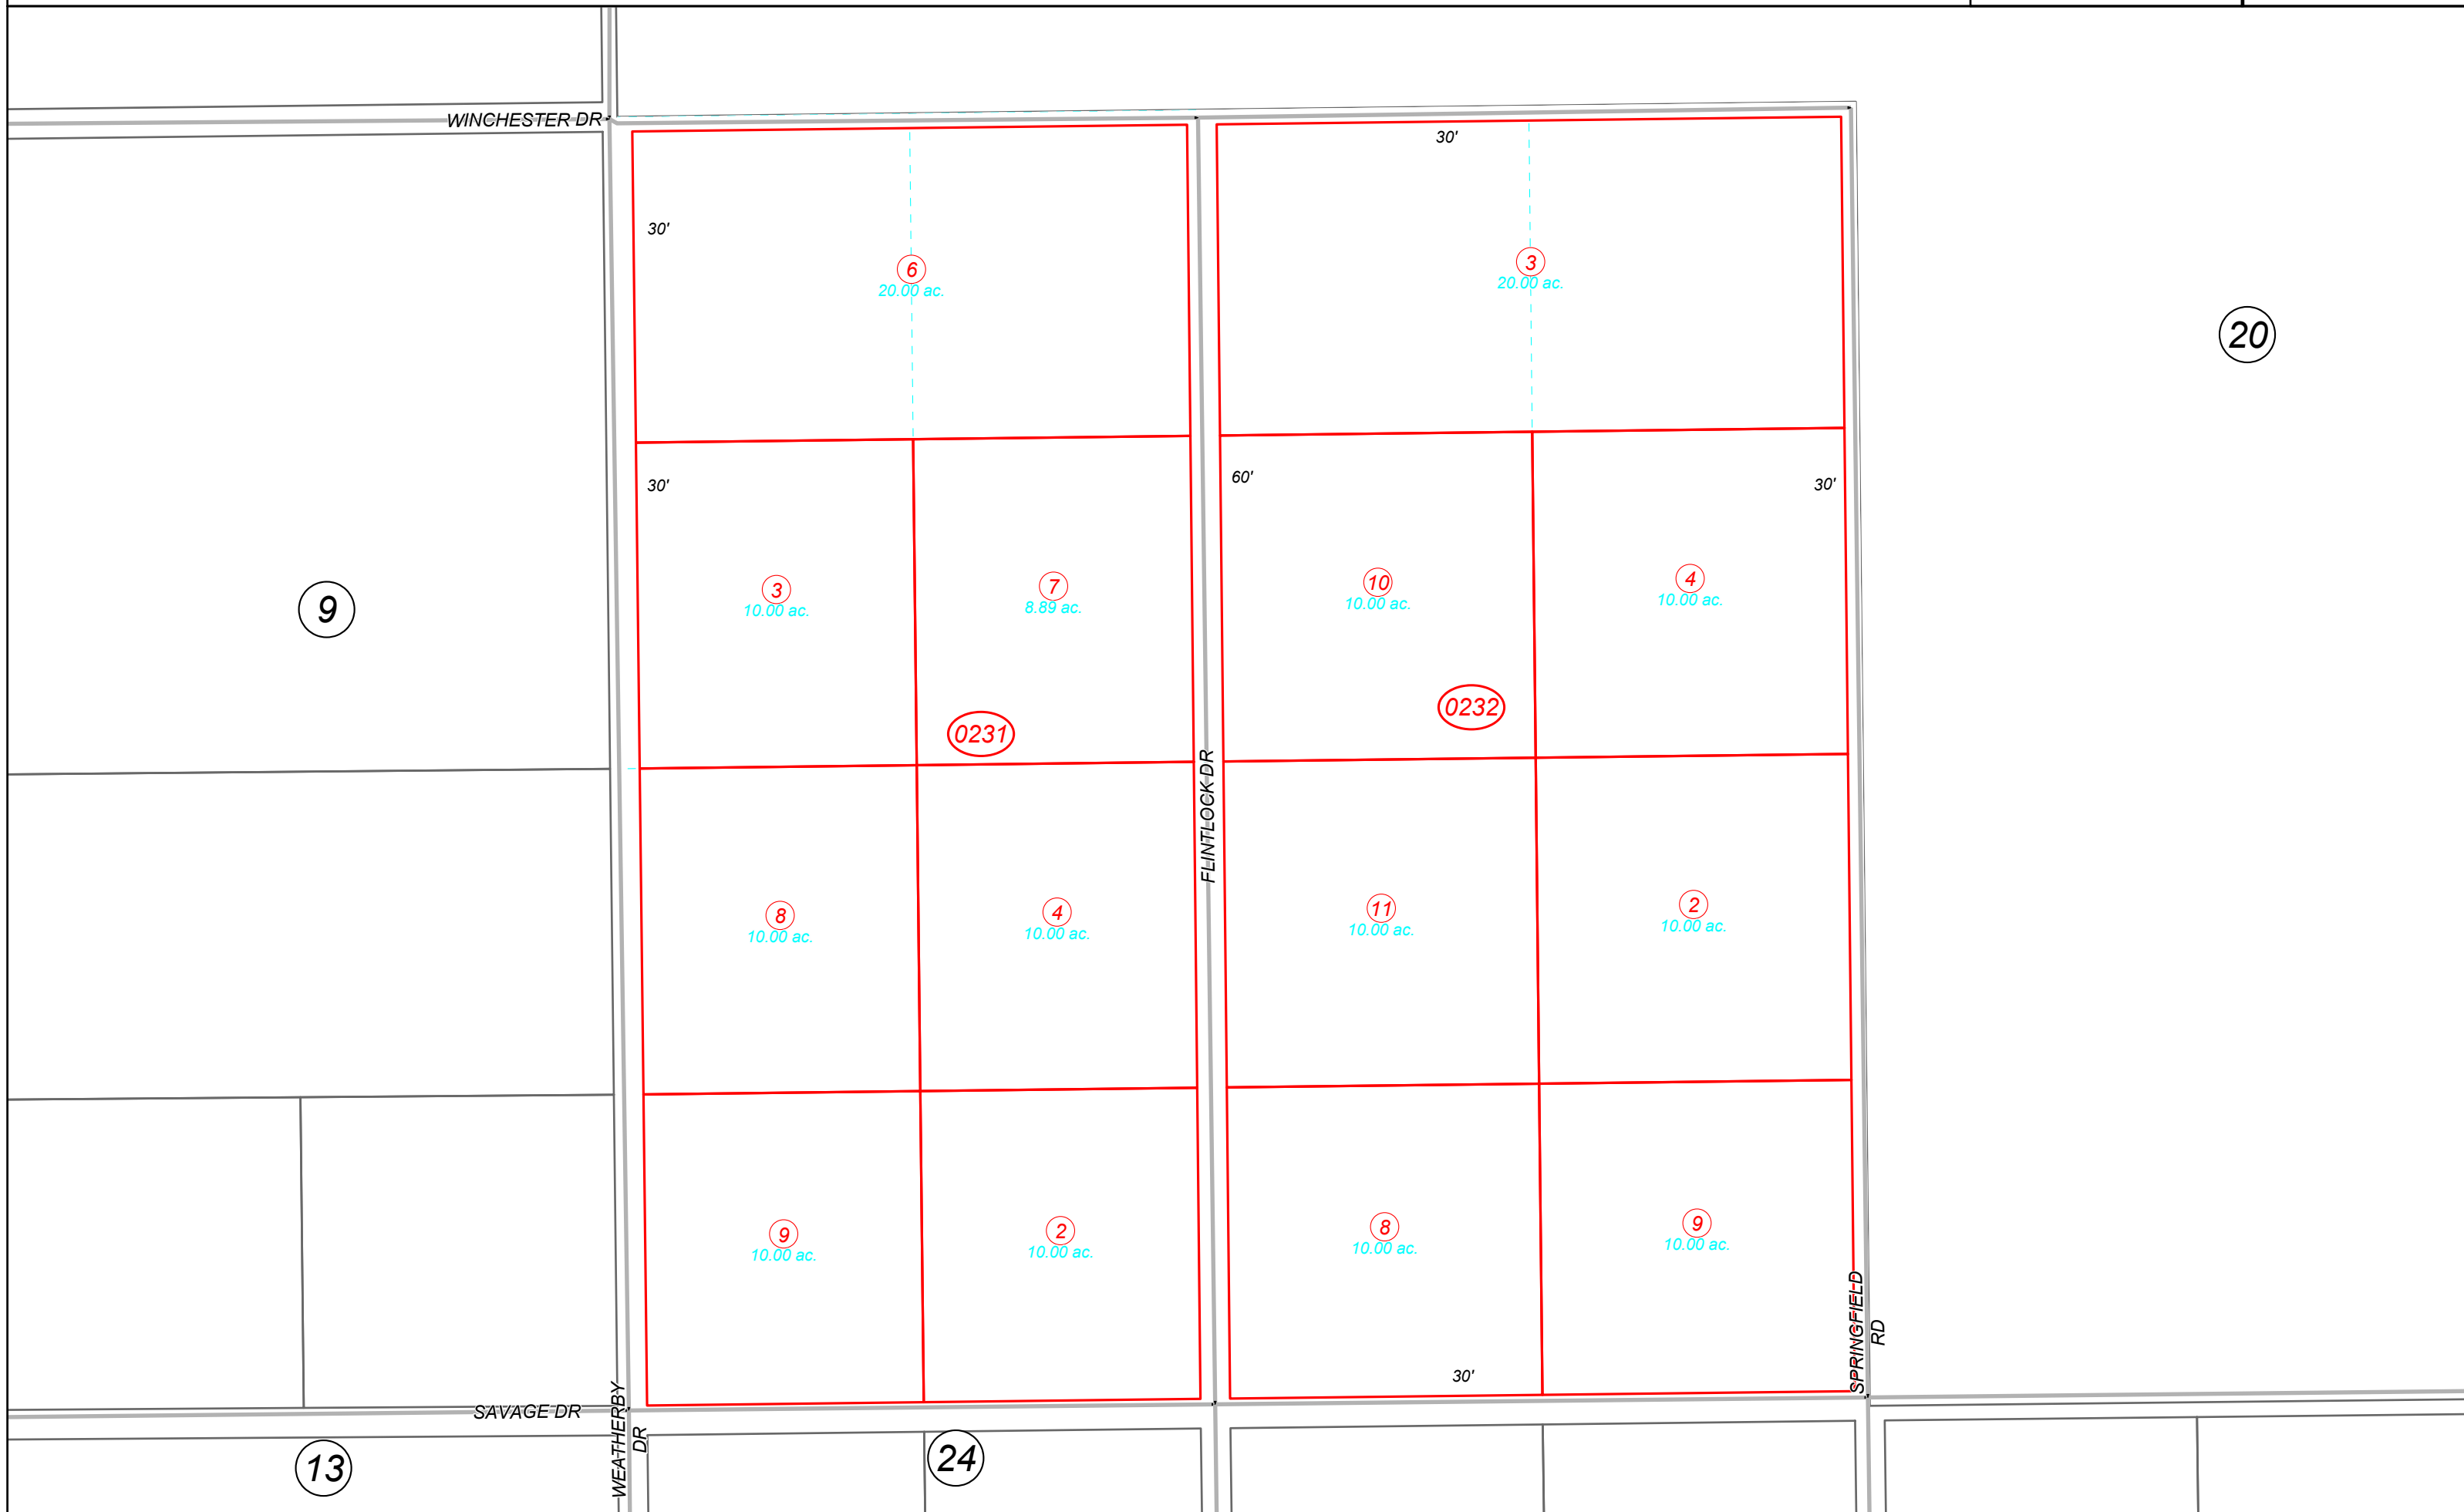 WINCHESTER DR
30'
30'
6
20.00 ac.
3
20.00 ac.
20
60'
30'
30'
9
3
10.00 ac.
7
8.89 ac.
10
10.00 ac.
4
10.00 ac.
0231
0232
FLINTLOCK DR
8
10.00 ac.
4
10.00 ac.
11
10.00 ac.
2
10.00 ac.
9
10.00 ac.
2
10.00 ac.
8
10.00 ac.
9
10.00 ac.
SPRINGFIELD
RD
30'
SAVAGE DR
WEATHERBY
DR
13
24